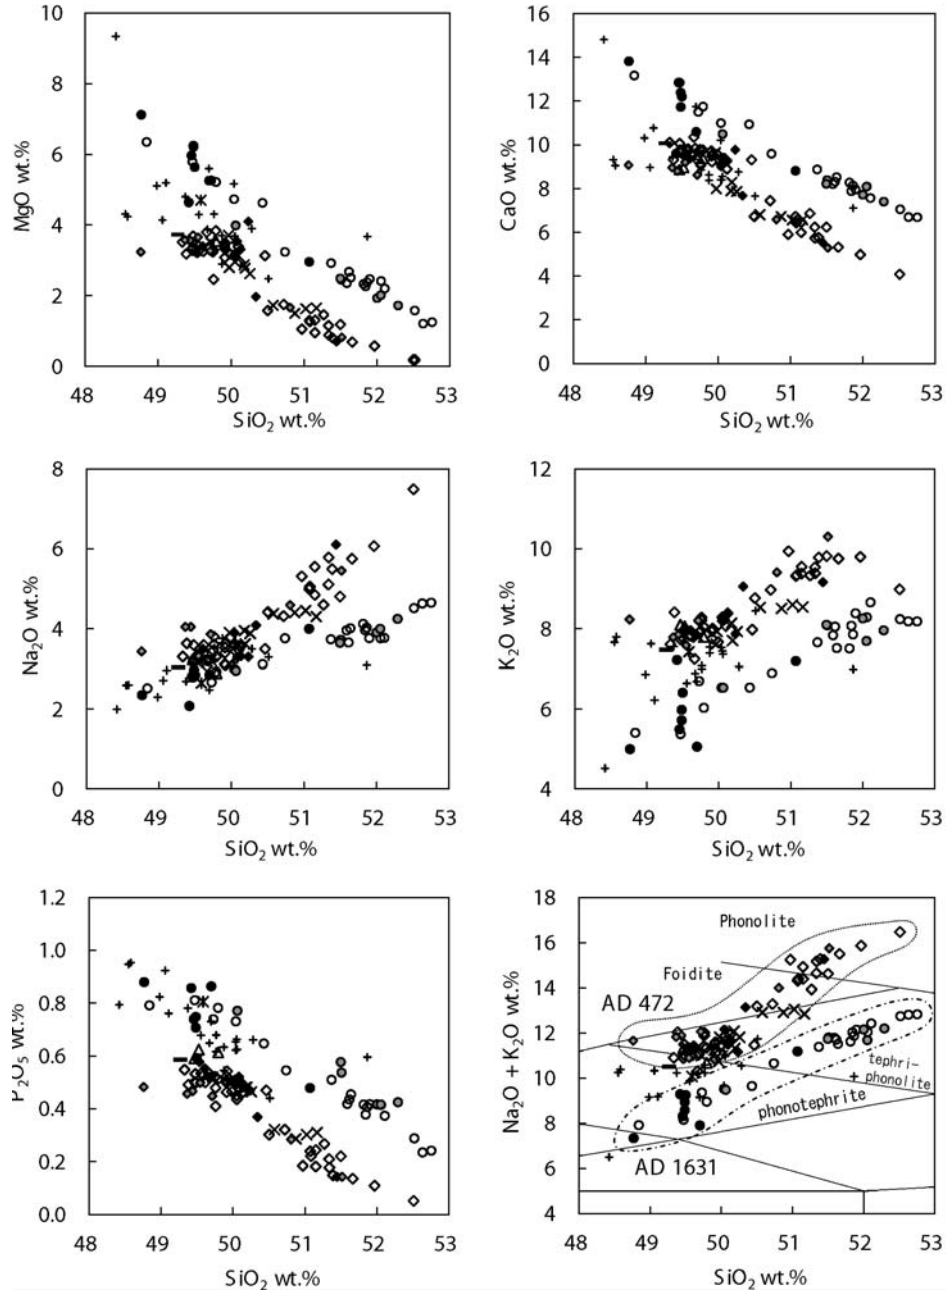 10
8
6
4
2
0
MgO wt.%
48 49 50 51 52 53
SiO₂ wt.%
16
14
12
10
8
6
4
2
0
CaO wt.%
48 49 50 51 52 53
SiO₂ wt.%
8
6
4
2
0
Na₂O wt.%
48 49 50 51 52 53
SiO₂ wt.%
12
10
8
6
4
K₂O wt.%
48 49 50 51 52 53
SiO₂ wt.%
1.2
1.0
0.8
0.6
0.4
0.2
0.0
P₂O₅ wt.%
48 49 50 51 52 53
SiO₂ wt.%
18
16
14
12
10
8
6
4
Na₂O + K₂O wt.%
Phonolite
Foidite
AD 472
tephri-
phonolite
phonotephrite
AD 1631
48 49 50 51 52 53
SiO₂ wt.%